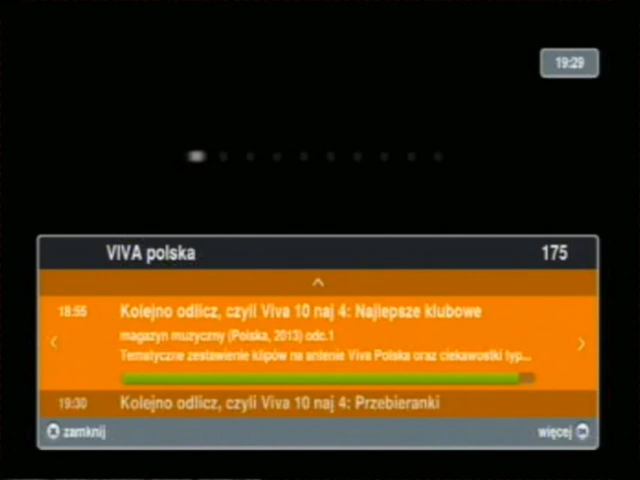 19:29
VIVA polska 175
18:55 Kolejno odlicz, czyli Viva 10 naj 4: Najlepsze klubowe
magazyn muzyczny (Polska, 2013) odc.1
Tematyczne zestawienie klipów na antenie Viva Polska oraz ciekawostki typ...
19:30 Kolejno odlicz, czyli Viva 10 naj 4: Przebieranki
zamknij więcej